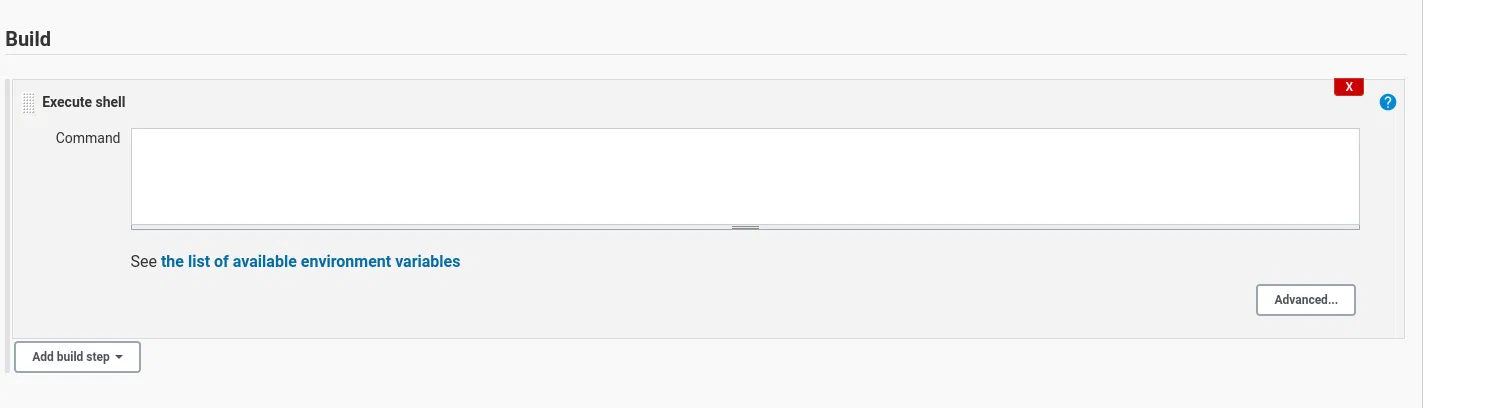 Build
X
Execute shell
?
Command
See the list of available environment variables
Advanced...
Add build step